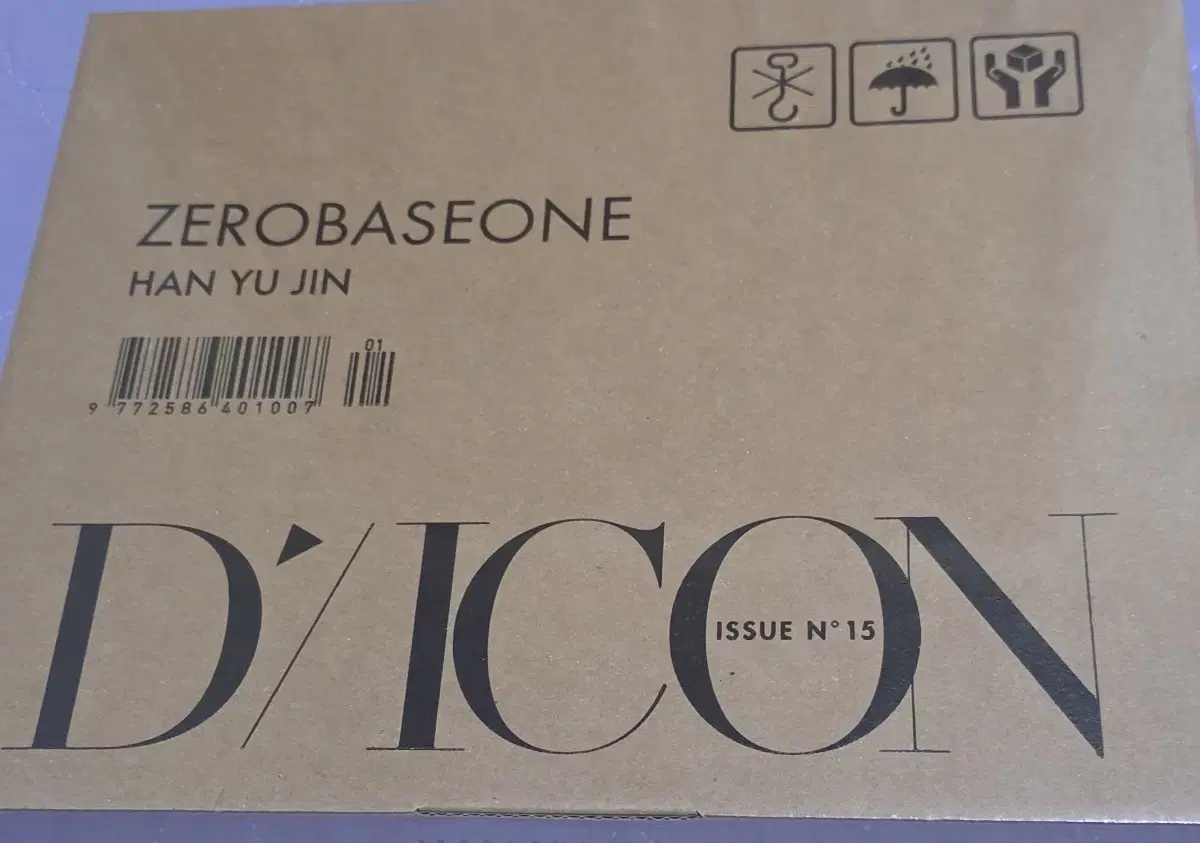 ZEROBASEONE
HAN YU JIN
01
9 772586 401007
D'/ICON
ISSUE N° 15